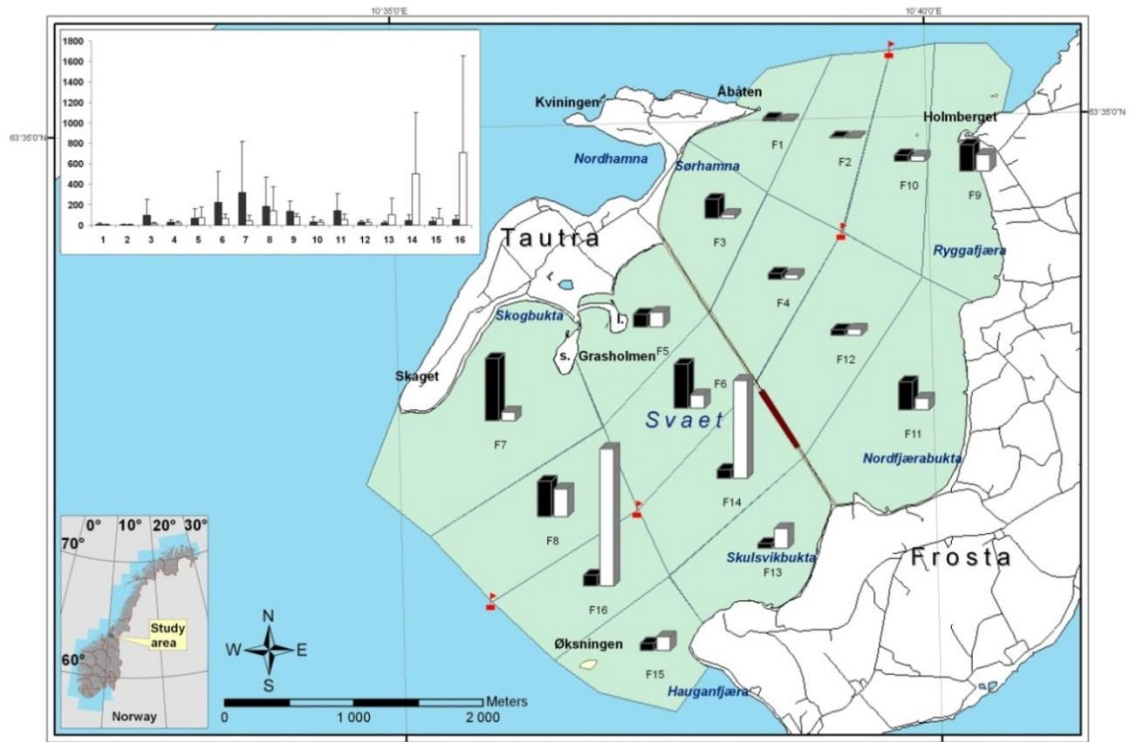 10°35'0"E
10°40'0"E
63°35'0"N
63°35'0"N
1800
1600
1400
1200
1000
800
600
400
200
0
1 2 3 4 5 6 7 8 9 10 11 12 13 14 15 16
Kviningen
Åbåten
Holmberget
Nordhamna
Sørhamna
F1
F2
F10
F9
F3
Tautra
Ryggafjæra
F4
Skogbukta
l.
F5
F12
s.
Grasholmen
Skaget
F6
Svaet
F7
F11
Nordfjærabukta
F14
F8
Skulsvikbukta
F13
Frosta
F16
Øksningen
F15
Hauganfjæra
0° 10° 20° 30°
70°
60°
Study
area
Norway
N
W E
S
Meters
0 1 000 2 000